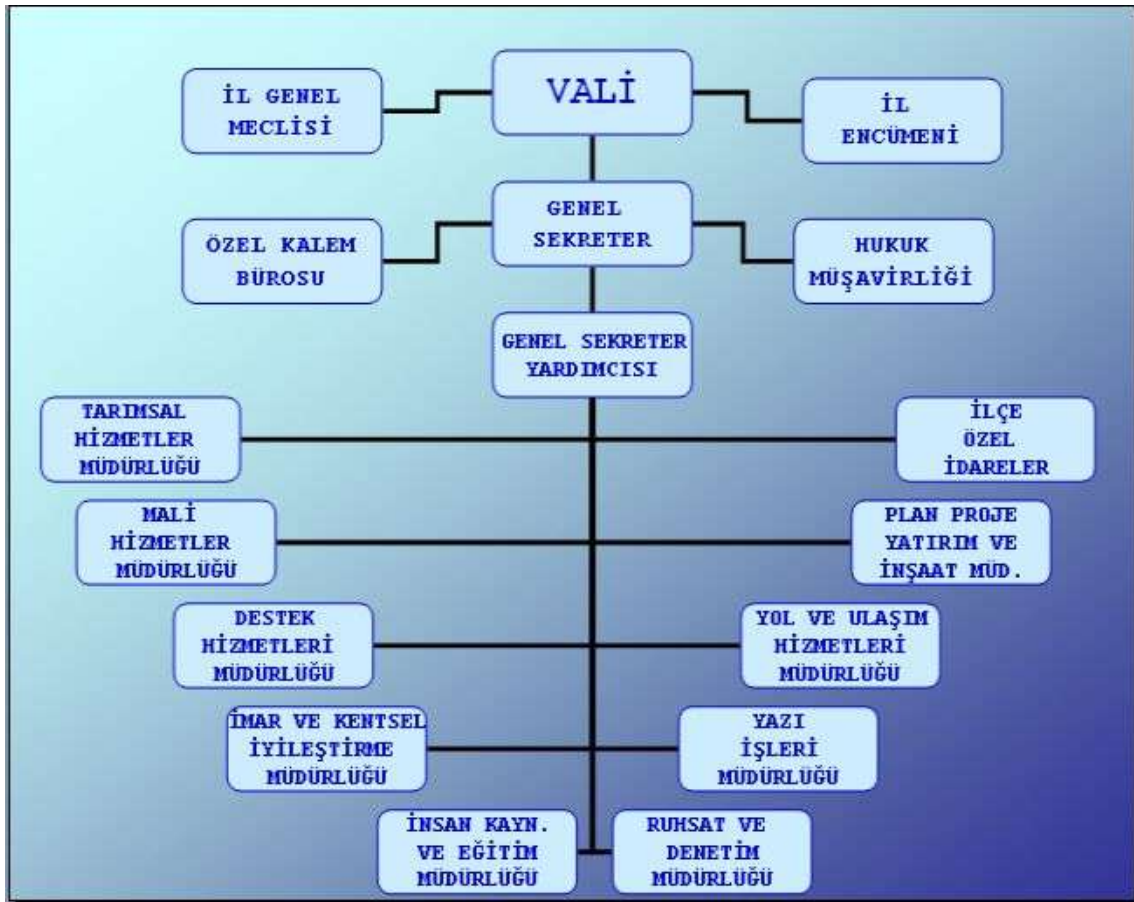 VALİ
İL GENEL
MECLİSİ
İL
ENCÜMENİ
GENEL
SEKRETER
ÖZEL KALEM
BÜROSU
HUKUK
MÜŞAVİRLİĞİ
GENEL SEKRETER
YARDIMCISI
TARIMSAL
HİZMETLER
MÜDÜRLÜĞÜ
İLÇE
ÖZEL
İDARELER
MALİ
HİZMETLER
MÜDÜRLÜĞÜ
PLAN PROJE
YATIRIM VE
İNŞAAT MÜD.
DESTEK
HİZMETLERİ
MÜDÜRLÜĞÜ
YOL VE ULAŞIM
HİZMETLERİ
MÜDÜRLÜĞÜ
İMAR VE KENTSEL
İYİLEŞTİRME
MÜDÜRLÜĞÜ
YAZI
İŞLERİ
MÜDÜRLÜĞÜ
İNSAN KAYN.
VE EĞİTİM
MÜDÜRLÜĞÜ
RUHSAT VE
DENETİM
MÜDÜRLÜĞÜ